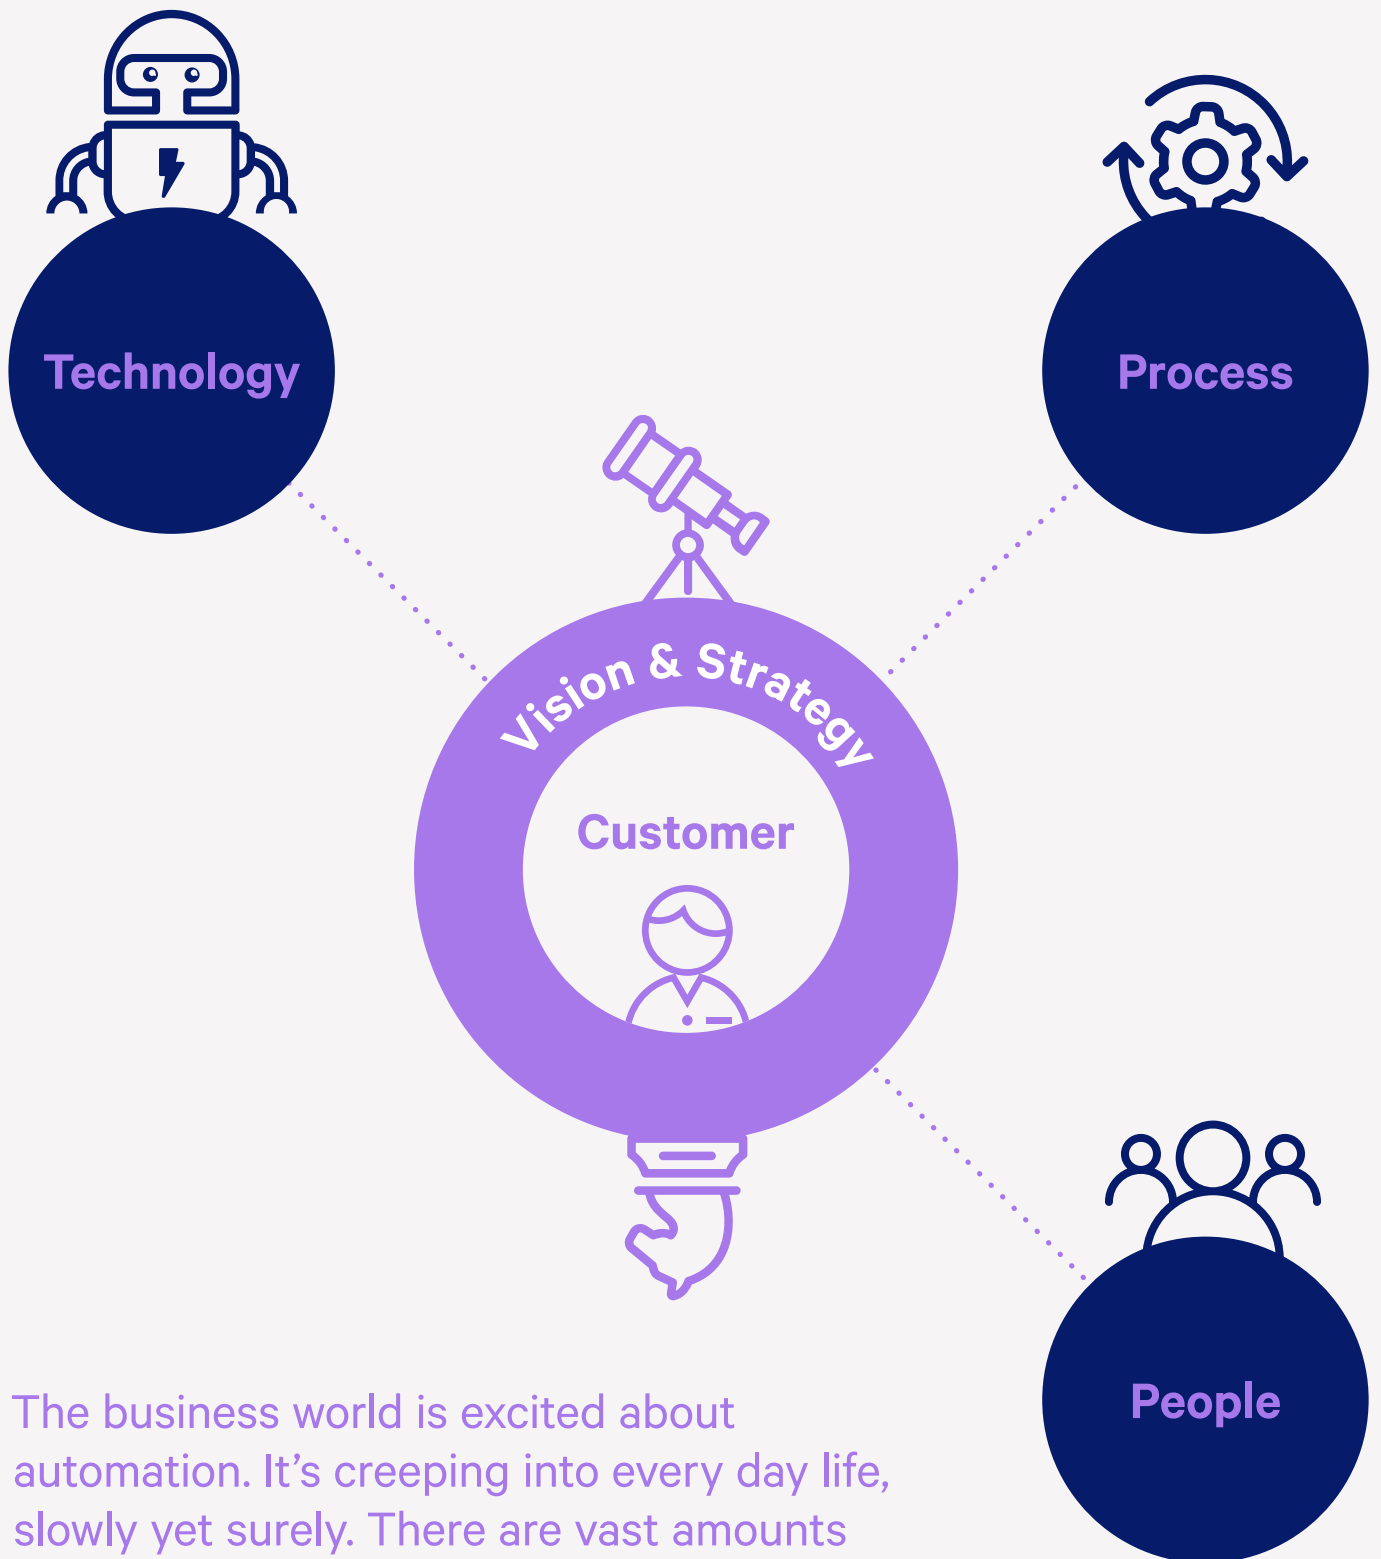 Technology
Process
Vision & Strategy
Customer
People
The business world is excited about
automation. It’s creeping into every day life,
slowly yet surely. There are vast amounts